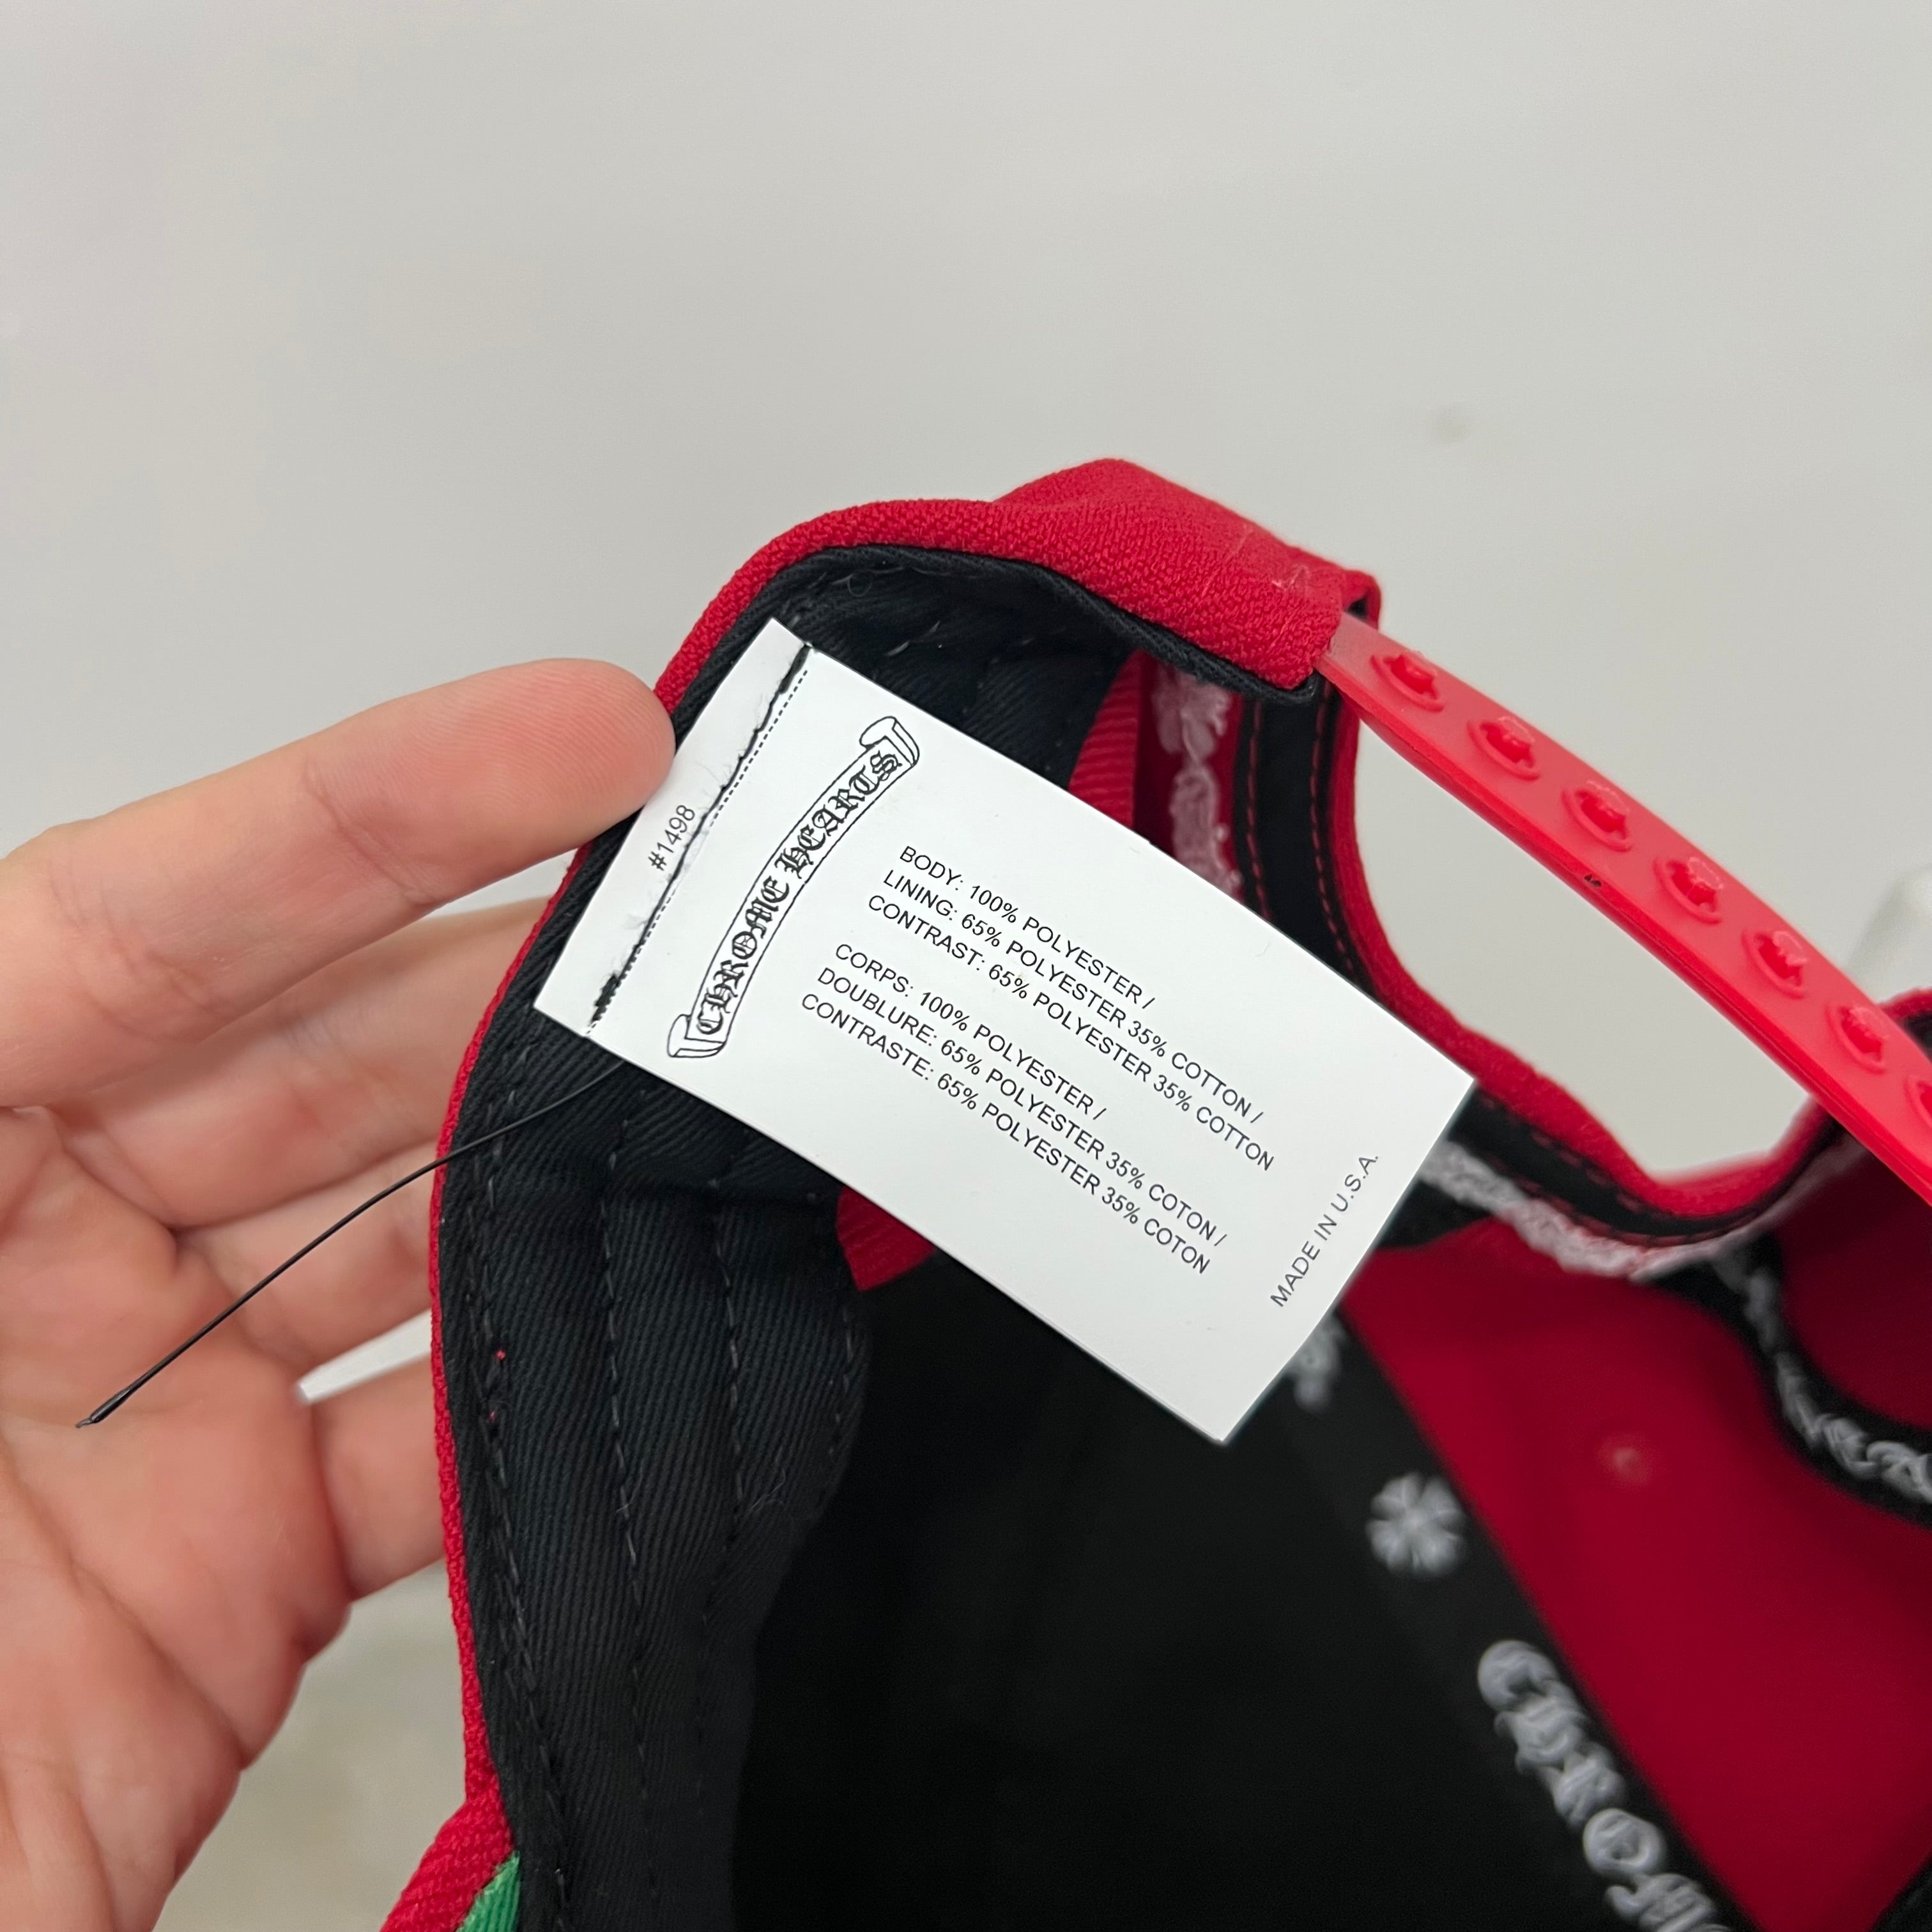 #1498
CHROME HEARTS
BODY: 100% POLYESTER /
LINING: 65% POLYESTER 35% COTTON /
CONTRAST: 65% POLYESTER 35% COTTON
CORPS: 100% POLYESTER /
DOUBLURE: 65% POLYESTER 35% COTON /
CONTRASTE: 65% POLYESTER 35% COTON
MADE IN U.S.A.
CHROM